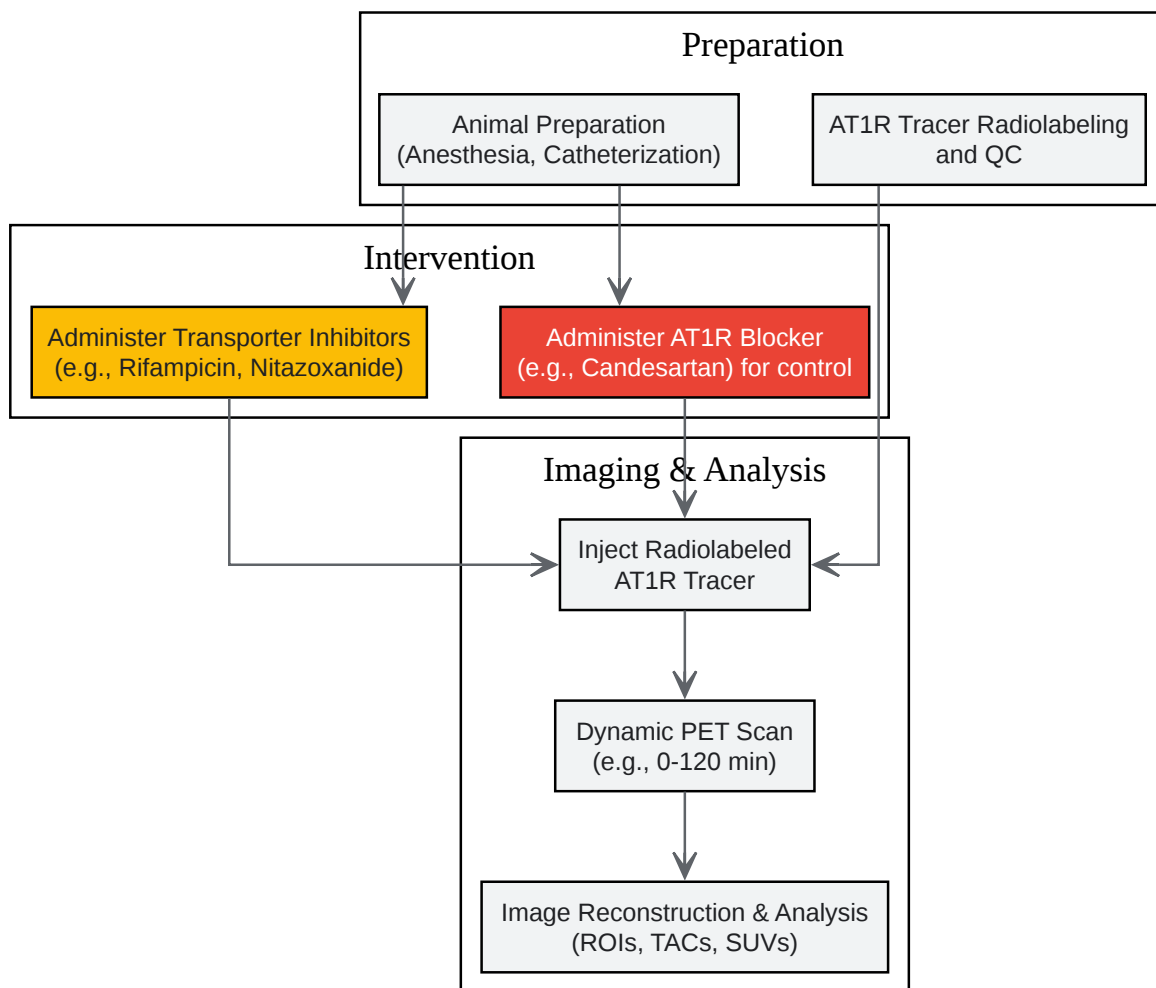 Preparation
Animal Preparation
(Anesthesia, Catheterization)
AT1R Tracer Radiolabeling
and QC
Intervention
Administer Transporter Inhibitors
(e.g., Rifampicin, Nitazoxanide)
Administer AT1R Blocker
(e.g., Candesartan) for control
Imaging & Analysis
Inject Radiolabeled
AT1R Tracer
Dynamic PET Scan
(e.g., 0-120 min)
Image Reconstruction & Analysis
(ROIs, TACs, SUVs)